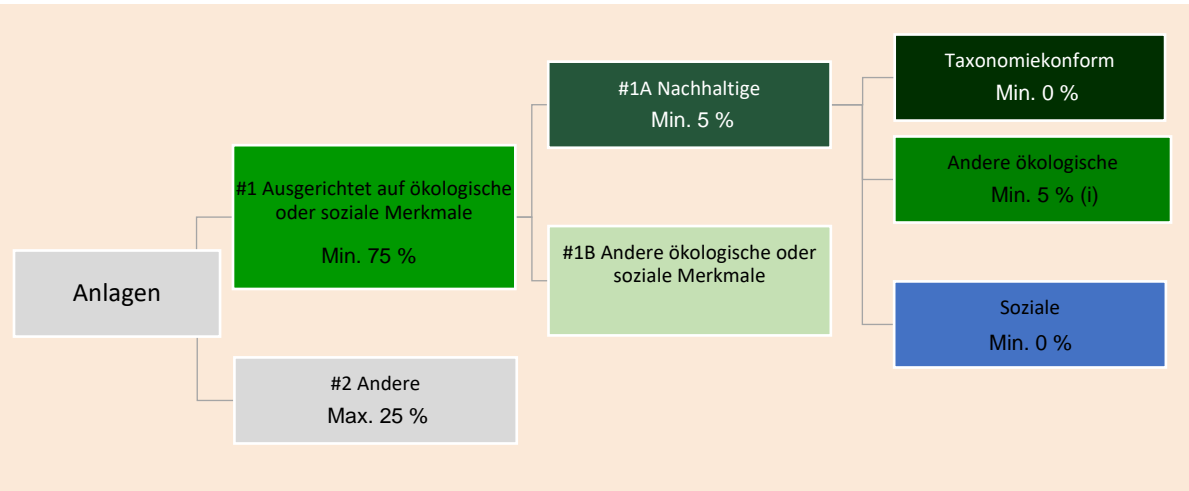 Anlagen
#1 Ausgerichtet auf ökologische
oder soziale Merkmale
Min. 75 %
#2 Andere
Max. 25 %
#1A Nachhaltige
Min. 5 %
#1B Andere ökologische oder
soziale Merkmale
Taxonomiekonform
Min. 0 %
Andere ökologische
Min. 5 % (i)
Soziale
Min. 0 %